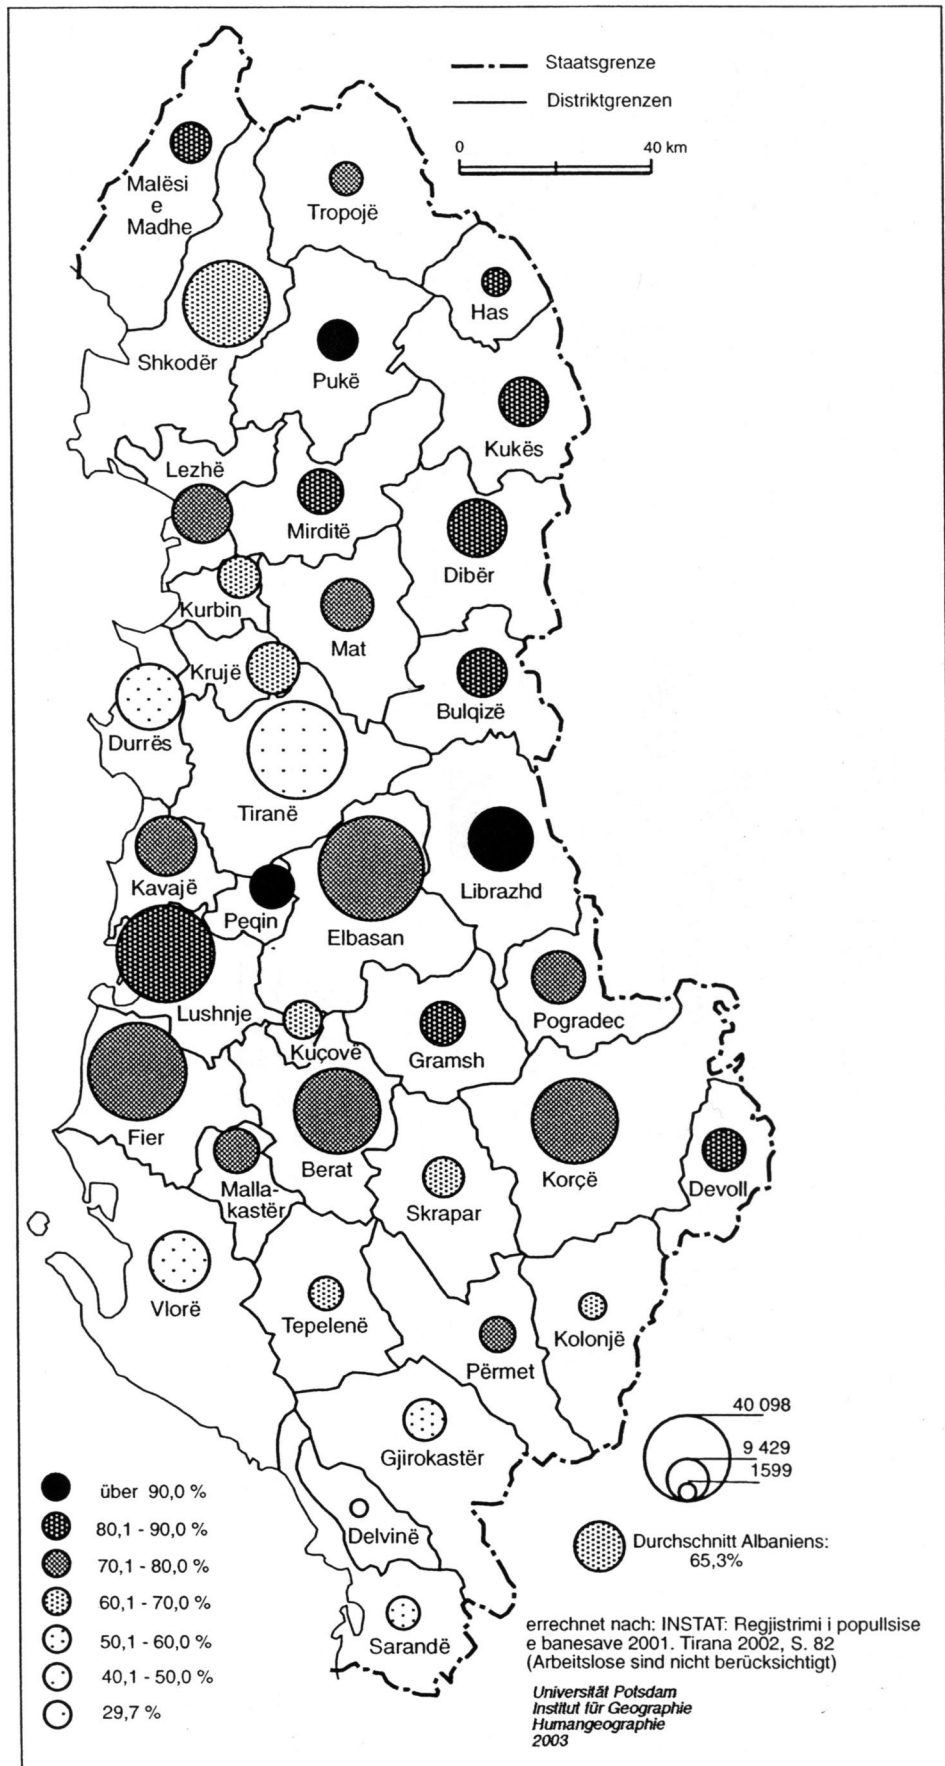 Staatsgrenze
Distriktgrenzen
0 40 km
Malësi
e
Madhe
Tropojë
Has
Shkodër
Pukë
Kukës
Lezhë
Mirditë
Dibër
Kurbin
Mat
Krujë
Bulqizë
Durrës
Tiranë
Kavajë
Librazhd
Peqin
Elbasan
Lushnje
Pogradec
Kuçovë
Gramsh
Fier
Berat
Korçë
Devoll
Malla-
kastër
Skrapar
Vlorë
Tepelenë
Kolonjë
Përmet
Gjirokastër
Delvinë
Sarandë
40 098
9 429
1599
Durchschnitt Albaniens:
65,3%
über 90,0 %
80,1 - 90,0 %
70,1 - 80,0 %
60,1 - 70,0 %
50,1 - 60,0 %
40,1 - 50,0 %
29,7 %
errechnet nach: INSTAT: Regjistrimi i popullsise
e banesave 2001. Tirana 2002, S. 82
(Arbeitslose sind nicht berücksichtigt)
Universität Potsdam
Institut für Geographie
Humangeographie
2003